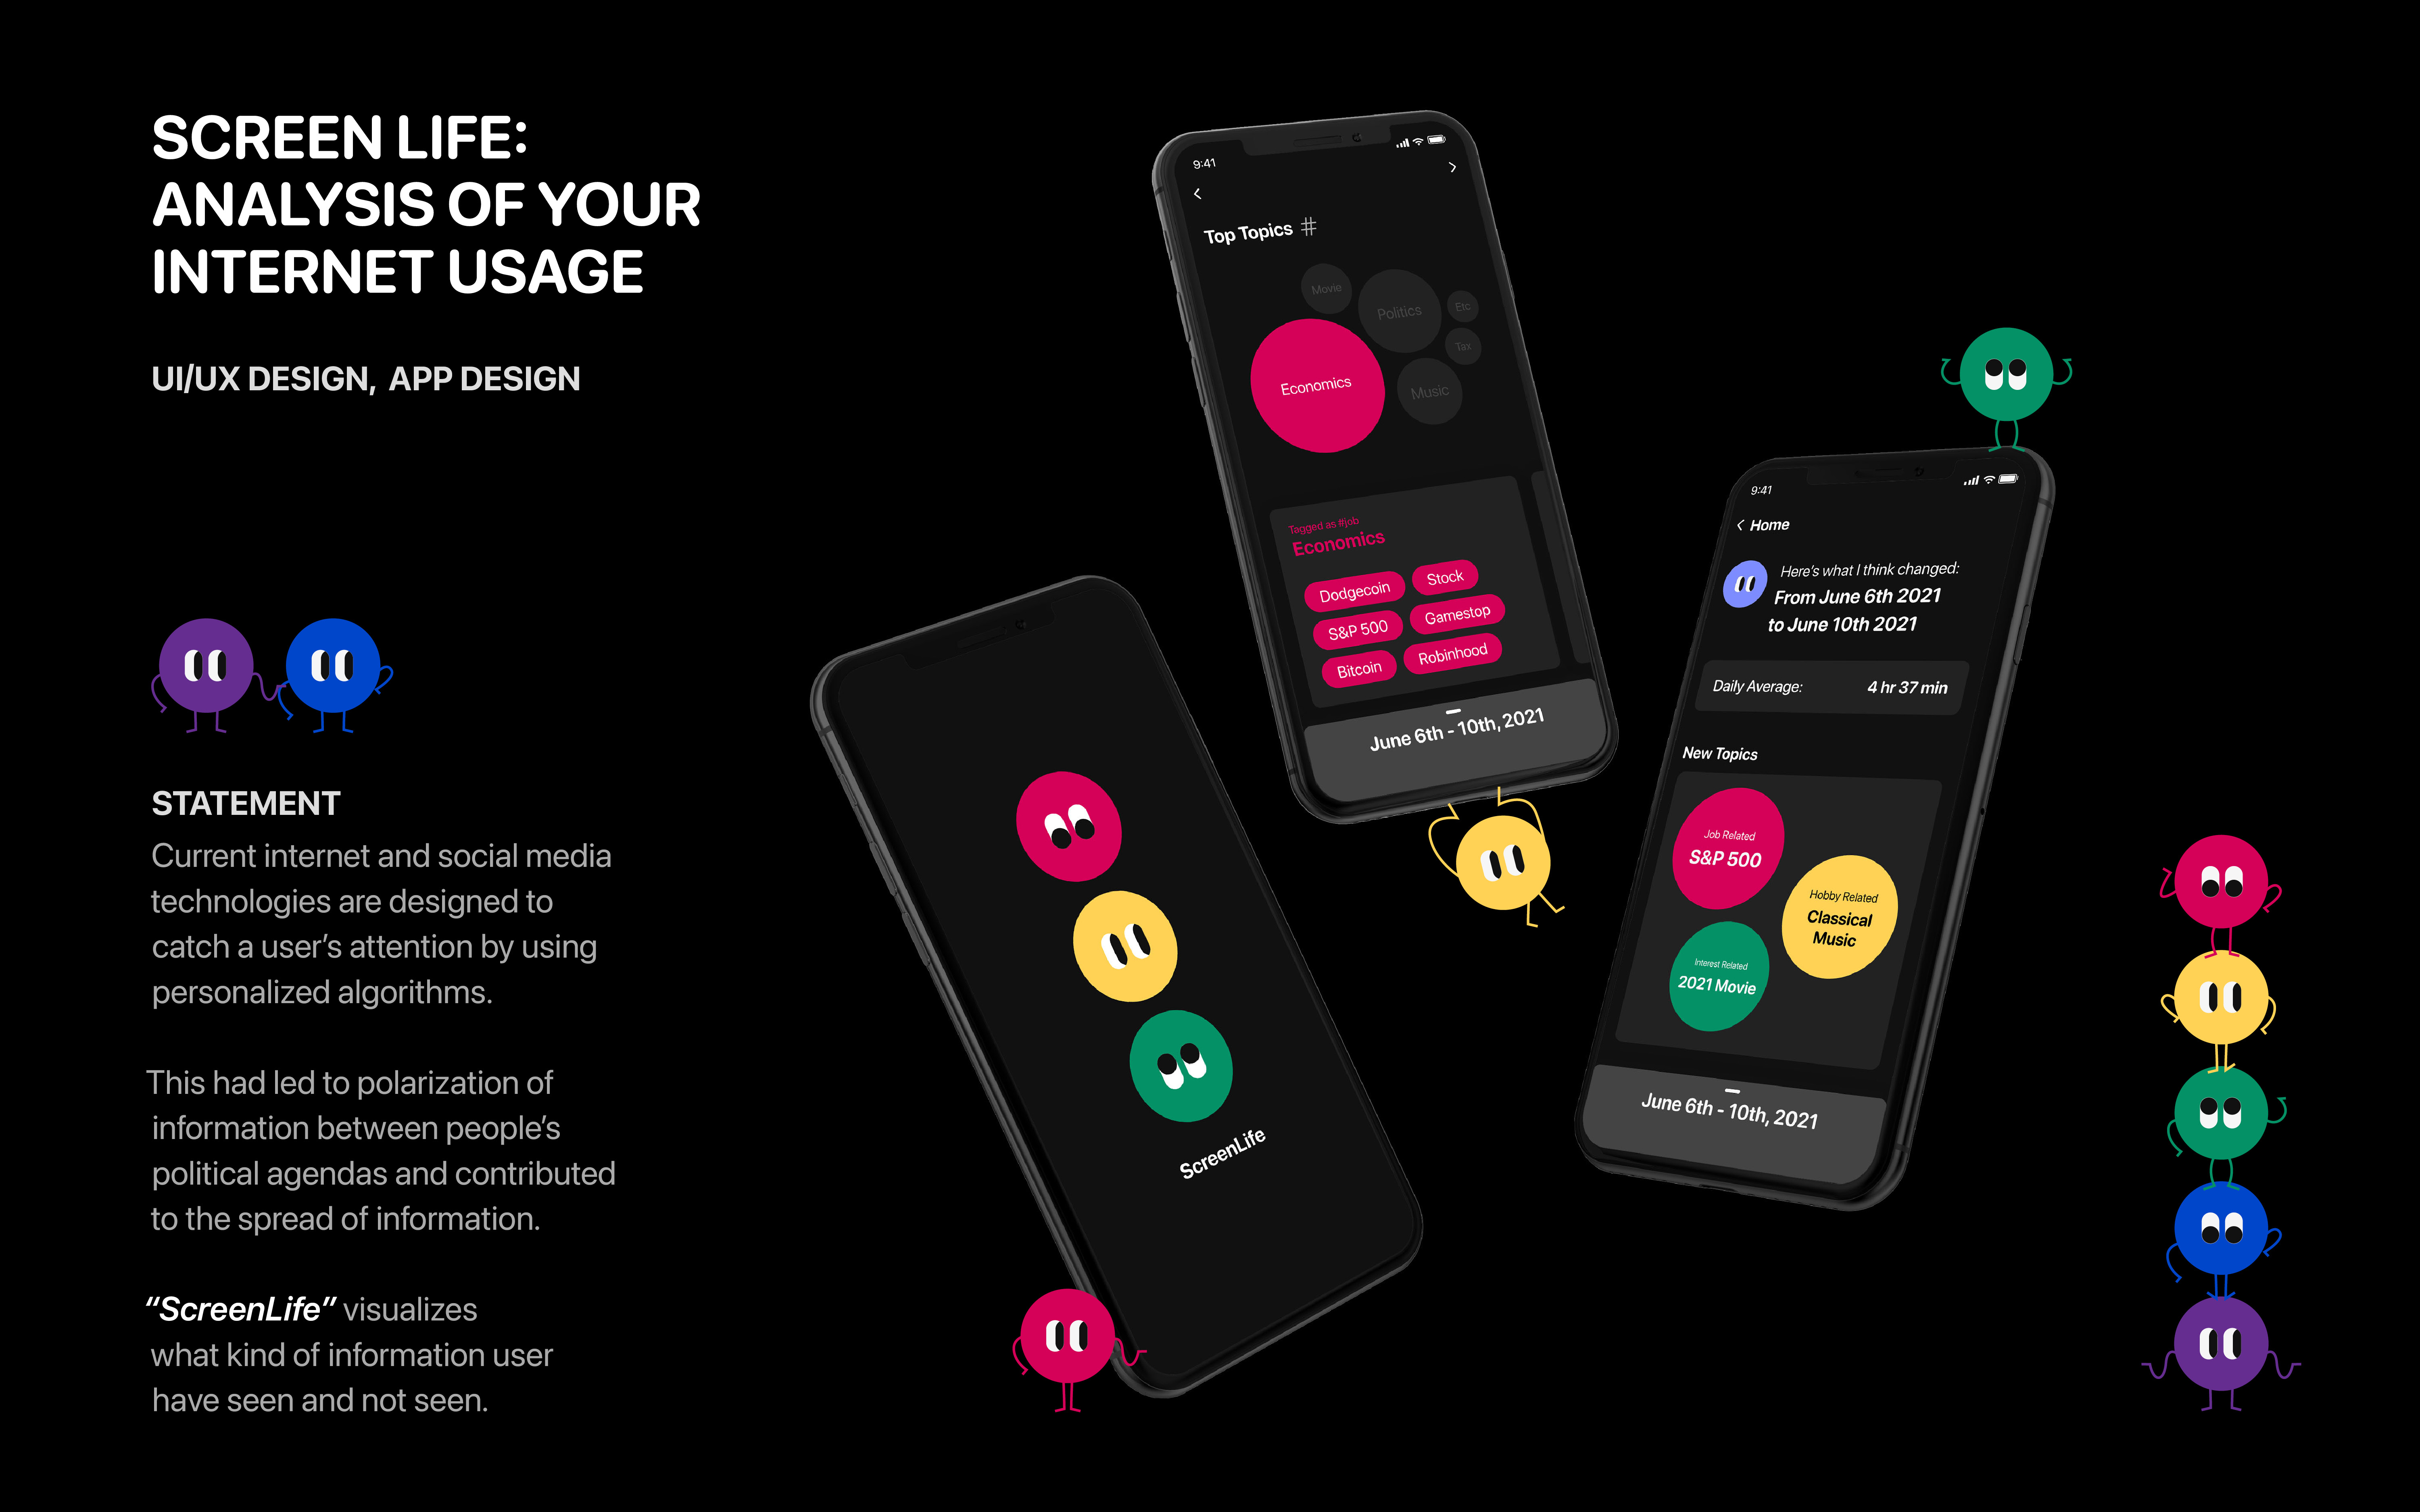 SCREEN LIFE:
ANALYSIS OF YOUR
INTERNET USAGE
UI/UX DESIGN, APP DESIGN
STATEMENT
Current internet and social media
technologies are designed to
catch a user's attention by using
personalized algorithms.
This had led to polarization of
information between people's
political agendas and contributed
to the spread of information.
“ScreenLife” visualizes
what kind of information user
have seen and not seen.
ScreenLife
9:41
Top Topics #
Movie
Politics
Etc
Tax
Economics
Music
Tagged as #job
Economics
Dodgecoin
Stock
S&P 500
Gamestop
Bitcoin
Robinhood
June 6th - 10th, 2021
9:41
Home
Here's what I think changed:
From June 6th 2021
to June 10th 2021
Daily Average: 4 hr 37 min
New Topics
Job Related
S&P 500
Hobby Related
Classical
Music
Interest Related
2021 Movie
June 6th - 10th, 2021